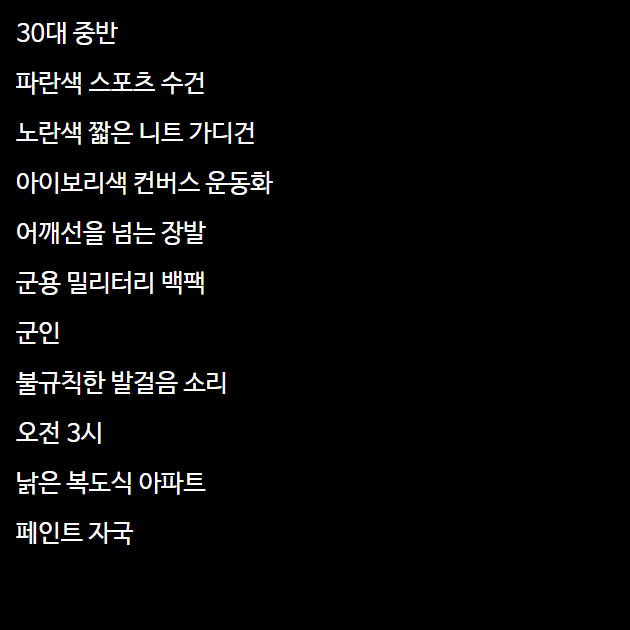 30대 중반
파란색 스포츠 수건
노란색 짧은 니트 가디건
아이보리색 컨버스 운동화
어깨선을 넘는 장발
군용 밀리터리 백팩
군인
불규칙한 발걸음 소리
오전 3시
낡은 복도식 아파트
페인트 자국